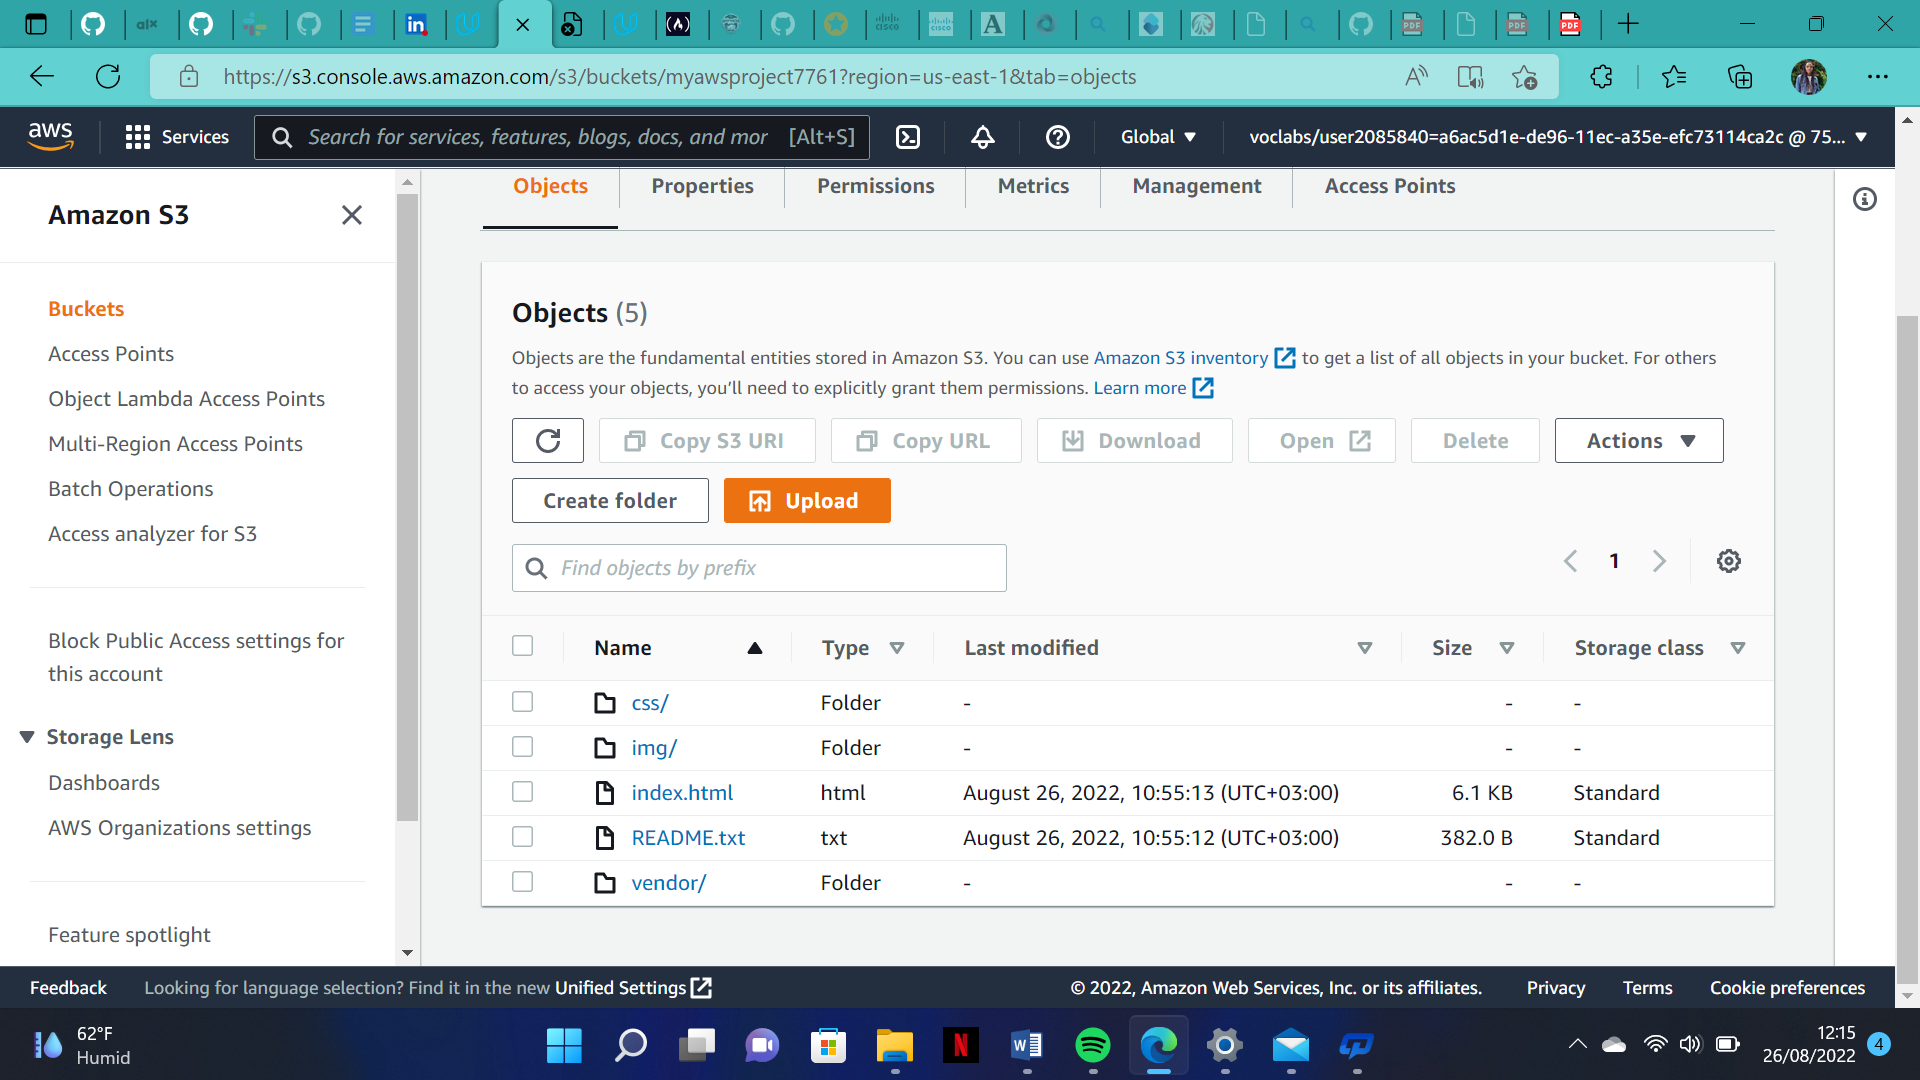 alx
in
A
PDF
PDF
PDF
https://s3.console.aws.amazon.com/s3/buckets/myawsproject7761?region=us-east-1&tab=objects
aws
Services
Search for services, features, blogs, docs, and mor [Alt+S]
Global
voclabs/user2085840=a6ac5d1e-de96-11ec-a35e-efc73114ca2c @ 75...
Amazon S3
Buckets
Access Points
Object Lambda Access Points
Multi-Region Access Points
Batch Operations
Access analyzer for S3
Block Public Access settings for
this account
Storage Lens
Dashboards
AWS Organizations settings
Feature spotlight
Objects Properties Permissions Metrics Management Access Points
Objects (5)
Objects are the fundamental entities stored in Amazon S3. You can use Amazon S3 inventory to get a list of all objects in your bucket. For others
to access your objects, you’ll need to explicitly grant them permissions. Learn more
Copy S3 URI Copy URL Download Open Delete Actions
Create folder Upload
Find objects by prefix
1
Name Type Last modified Size Storage class
css/ Folder - - -
img/ Folder - - -
index.html html August 26, 2022, 10:55:13 (UTC+03:00) 6.1 KB Standard
README.txt txt August 26, 2022, 10:55:12 (UTC+03:00) 382.0 B Standard
vendor/ Folder - - -
Feedback Looking for language selection? Find it in the new Unified Settings © 2022, Amazon Web Services, Inc. or its affiliates. Privacy Terms Cookie preferences
62°F
Humid
N
W
12:15
26/08/2022
4